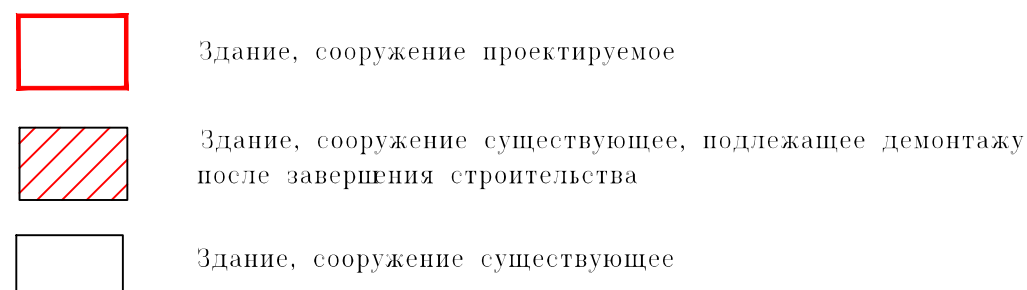 Здание, сооружение проектируемое
Здание, сооружение существующее, подлежащее демонтажу
после завершения строительства
Здание, сооружение существующее